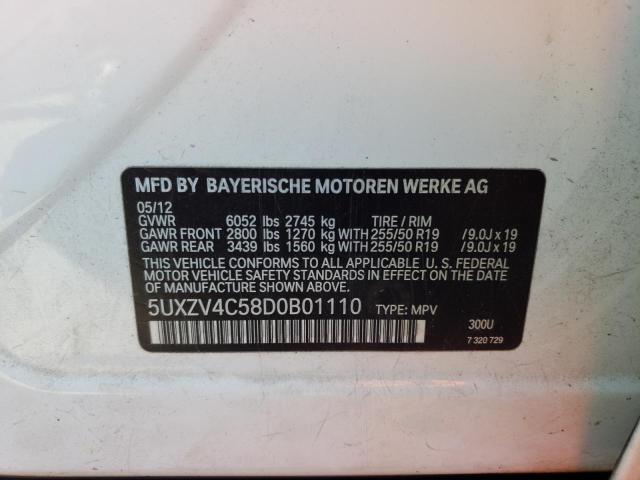 MFD BY BAYERISCHE MOTOREN WERKE AG
05/12
GVWR 6052 lbs 2745 kg TIRE / RIM
GAWR FRONT 2800 lbs 1270 kg WITH 255/50 R19 /9.0J x 19
GAWR REAR 3439 lbs 1560 kg WITH 255/50 R19 /9.0J x 19
THIS VEHICLE CONFORMS TO ALL APPLICABLE U. S. FEDERAL
MOTOR VEHICLE SAFETY STANDARDS IN EFFECT ON THE DATE
OF MANUFACTURE SHOWN ABOVE.
5UXZV4C58D0B01110 TYPE: MPV
300U
7 320 729